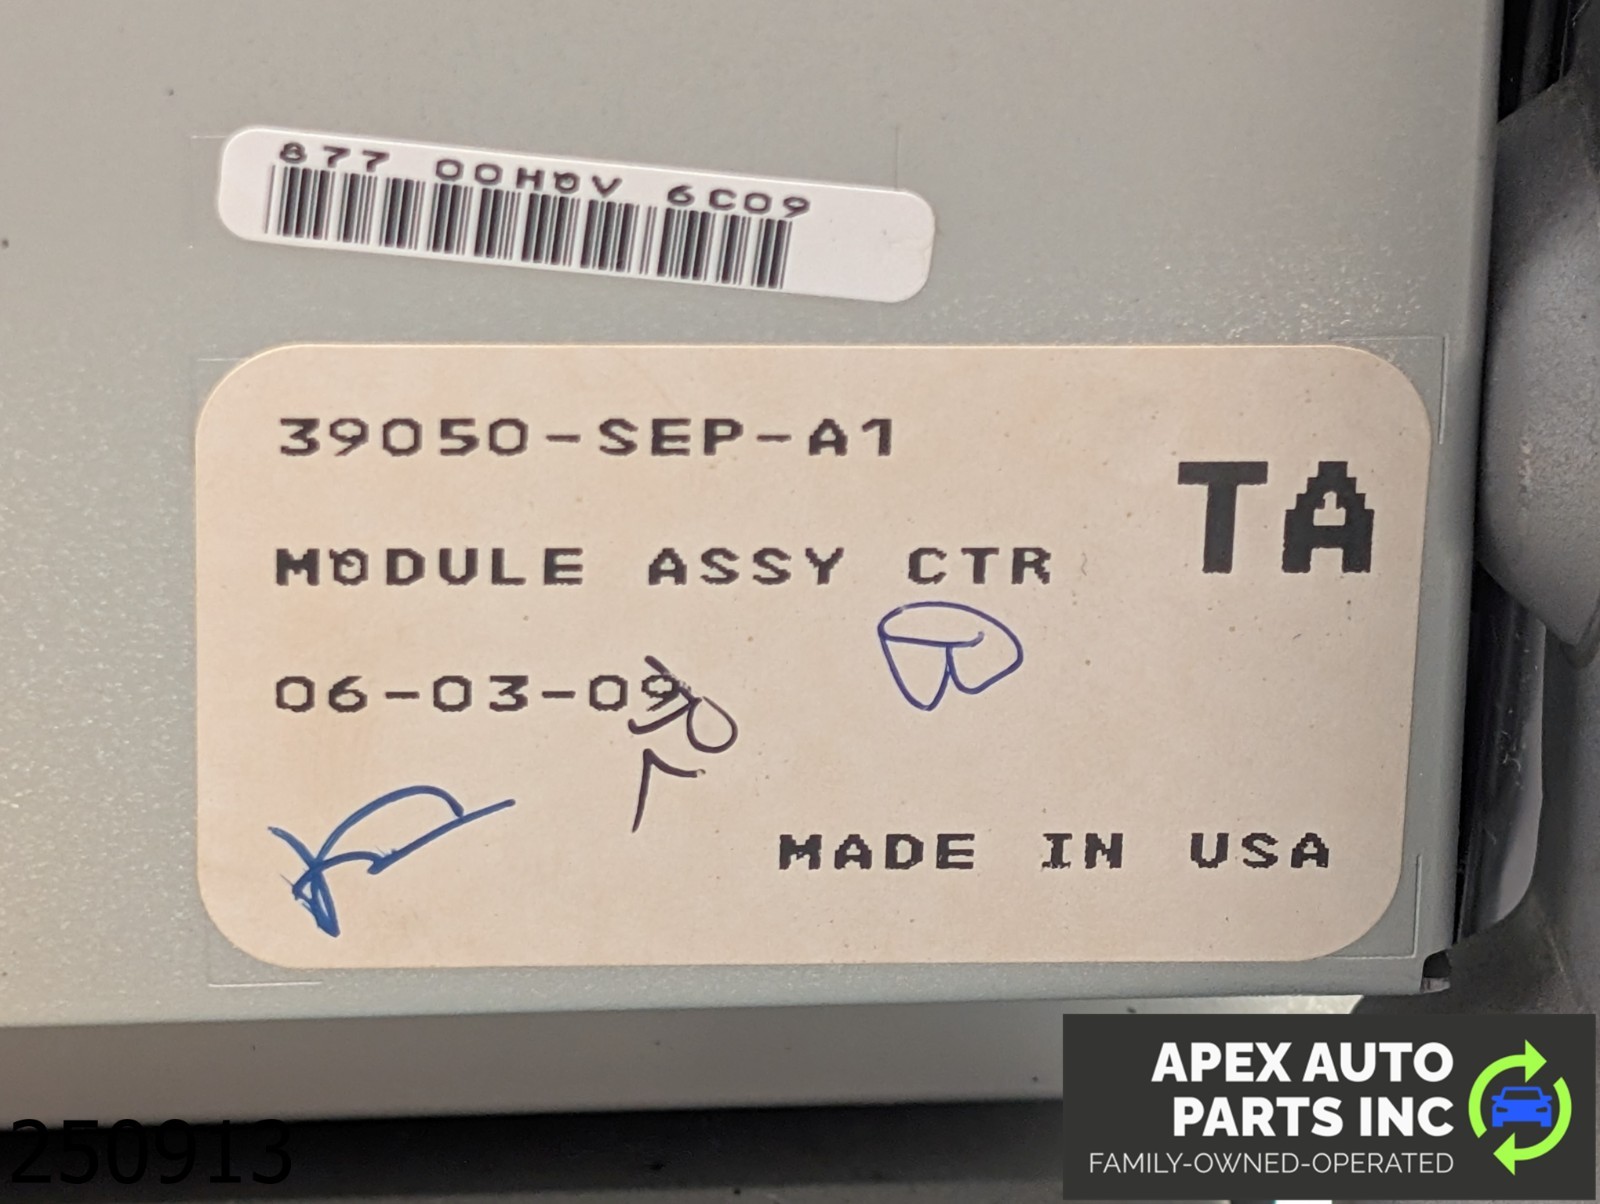 877 00H0V 6C09
39050-SEP-A1
TA
MODULE ASSY CTR
06-03-09
MADE IN USA
250913
APEX AUTO
PARTS INC
FAMILY-OWNED-OPERATED